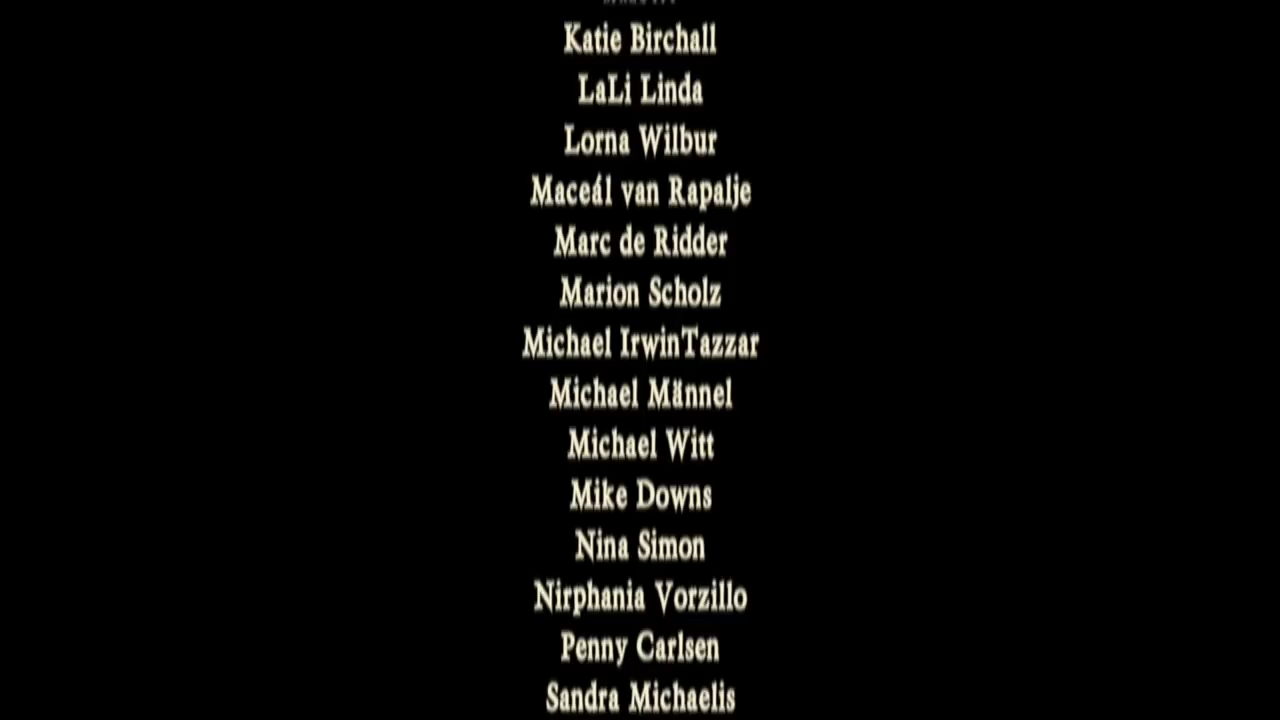 Katie Birchall
LaLi Linda
Lorna Wilbur
Maceál van Rapalje
Marc de Ridder
Marion Scholz
Michael IrwinTazzar
Michael Männel
Michael Witt
Mike Downs
Nina Simon
Nirphania Vorzillo
Penny Carlsen
Sandra Michaelis